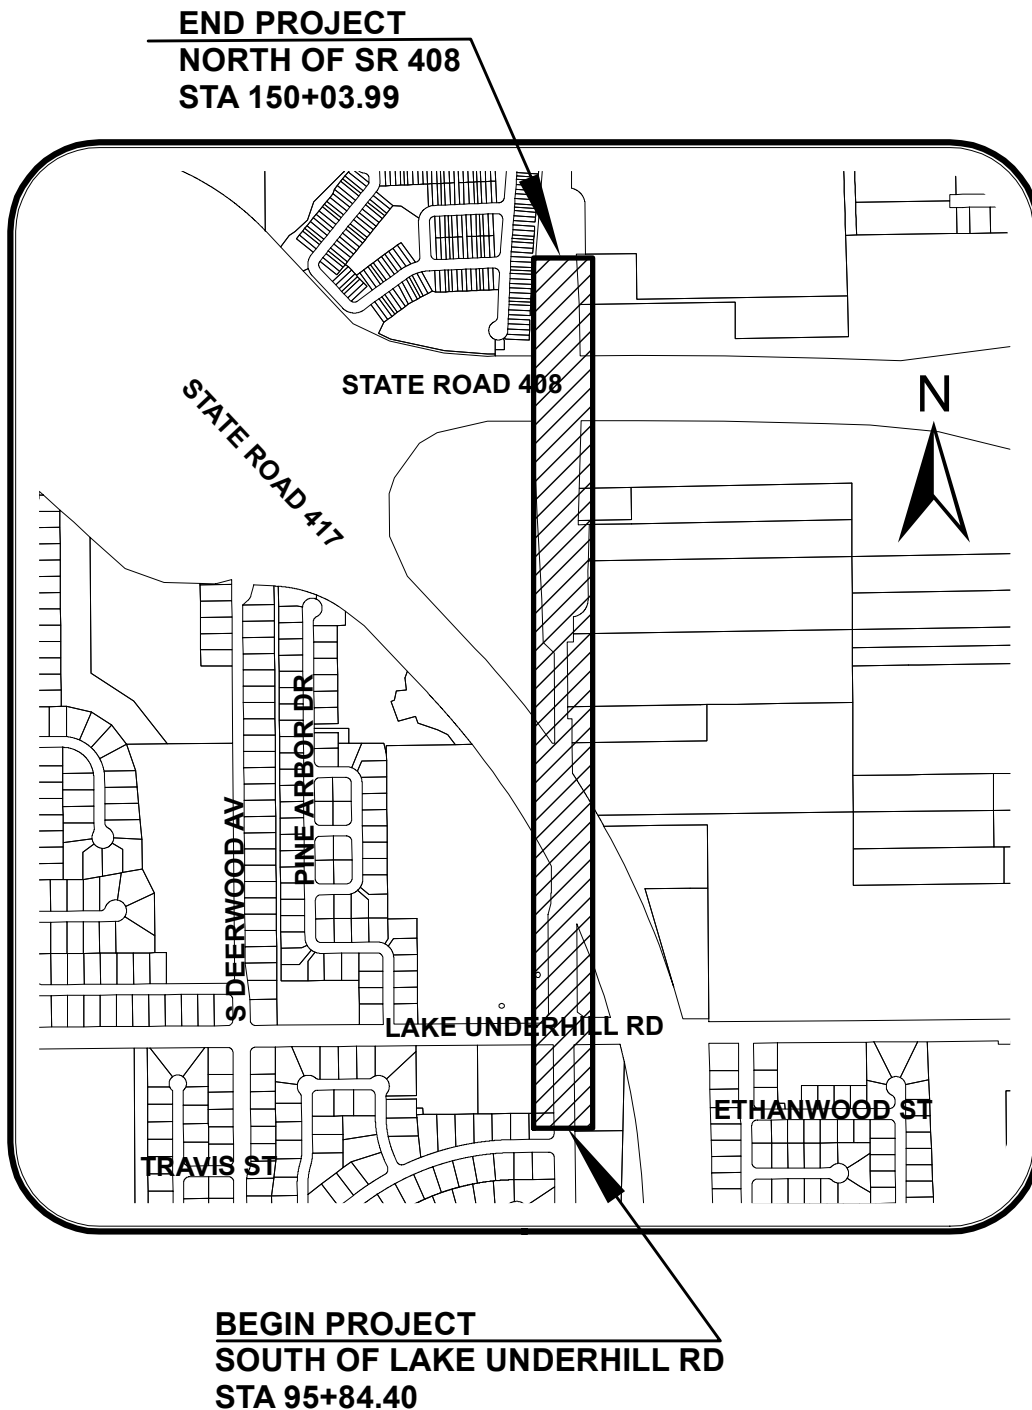 END PROJECT
NORTH OF SR 408
STA 150+03.99
STATE ROAD 408
N
STATE ROAD 417
PINE ARBOR DR
S DEERWOOD AV
LAKE UNDERHILL RD
ETHANWOOD ST
TRAVIS ST
BEGIN PROJECT
SOUTH OF LAKE UNDERHILL RD
STA 95+84.40